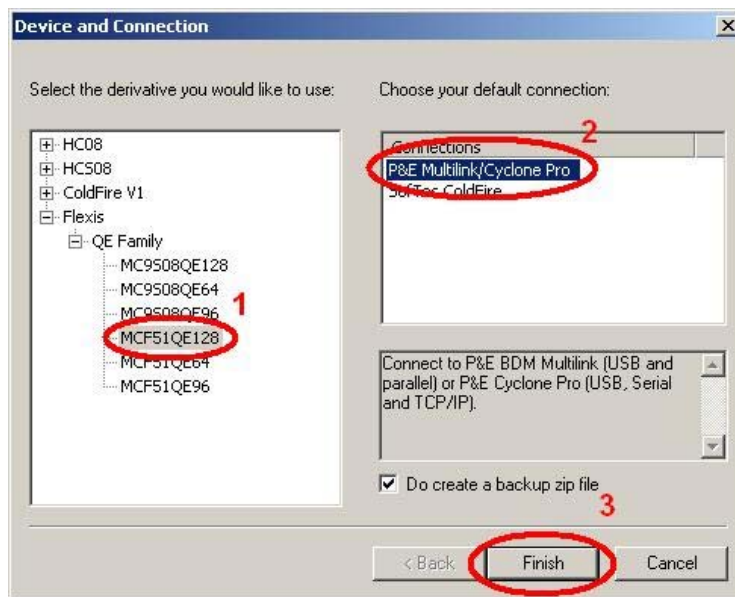 Device and Connection
Select the derivative you would like to use:
HC08
HCS08
ColdFire V1
Flexis
QE Family
MC9S08QE128
MC9S08QE64
MC9S08QE96
1
MCF51QE128
MCF51QE64
MCF51QE96
Choose your default connection:
2
Connections
P&E Multilink/Cyclone Pro
SofTec ColdFire
Connect to P&E BDM Multilink (USB and
parallel) or P&E Cyclone Pro (USB, Serial
and TCP/IP).
Do create a backup zip file
3
< Back
Finish
Cancel